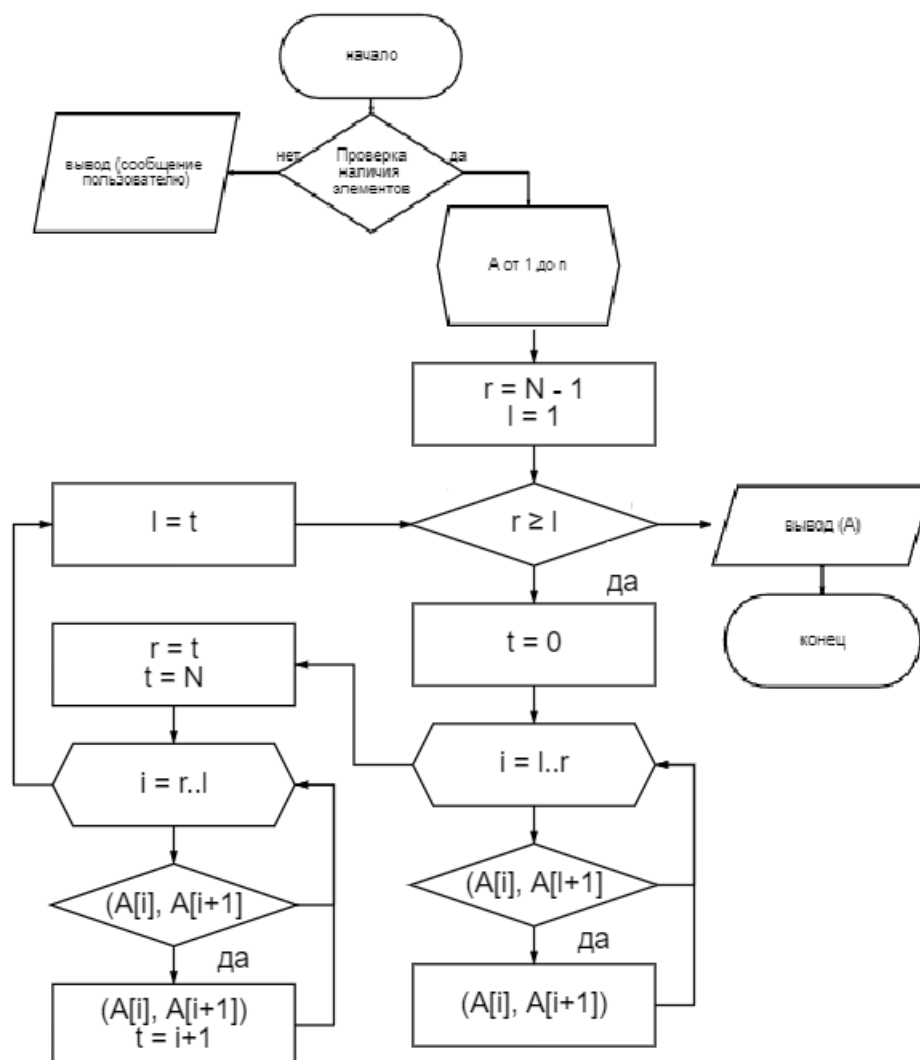 начало
вывод (сообщение
пользователю)
нет
Проверка
наличия
элементов
да
А от 1 до n
r = N - 1
l = 1
l = t
r ≥ l
вывод (А)
да
конец
t = 0
r = t
t = N
i = l..r
i = r..l
(A[i], A[l+1]
(A[i], A[i+1]
да
да
(A[i], A[i+1])
(A[i], A[i+1])
t = i+1